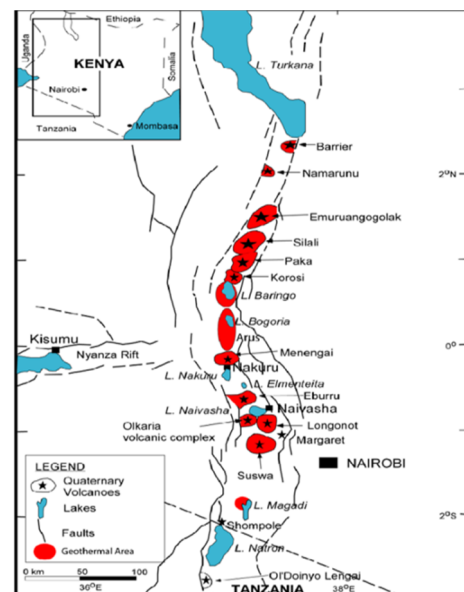 Ethiopia
Uganda
KENYA
Somalia
Nairobi
Tanzania
Mombasa
L. Turkana
Barrier
Namarunu
2°N
Emuruangogolak
Silali
Paka
Korosi
L. Baringo
L. Bogoria
Arus
0°
Kisumu
Nyanza Rift
Menengai
Nakuru
L. Nakuru
L. Elmenteita
Eburru
L. Naivasha
Naivasha
Olkaria
volcanic complex
Longonot
Margaret
NAIROBI
Suswa
LEGEND
Quaternary
Volcanoes
Lakes
Faults
Geothermal Area
L. Magadi
2°S
Shompole
L. Natron
0 km 50 100
36°E
Ol'Doinyo Lengai
38°E
TANZANIA